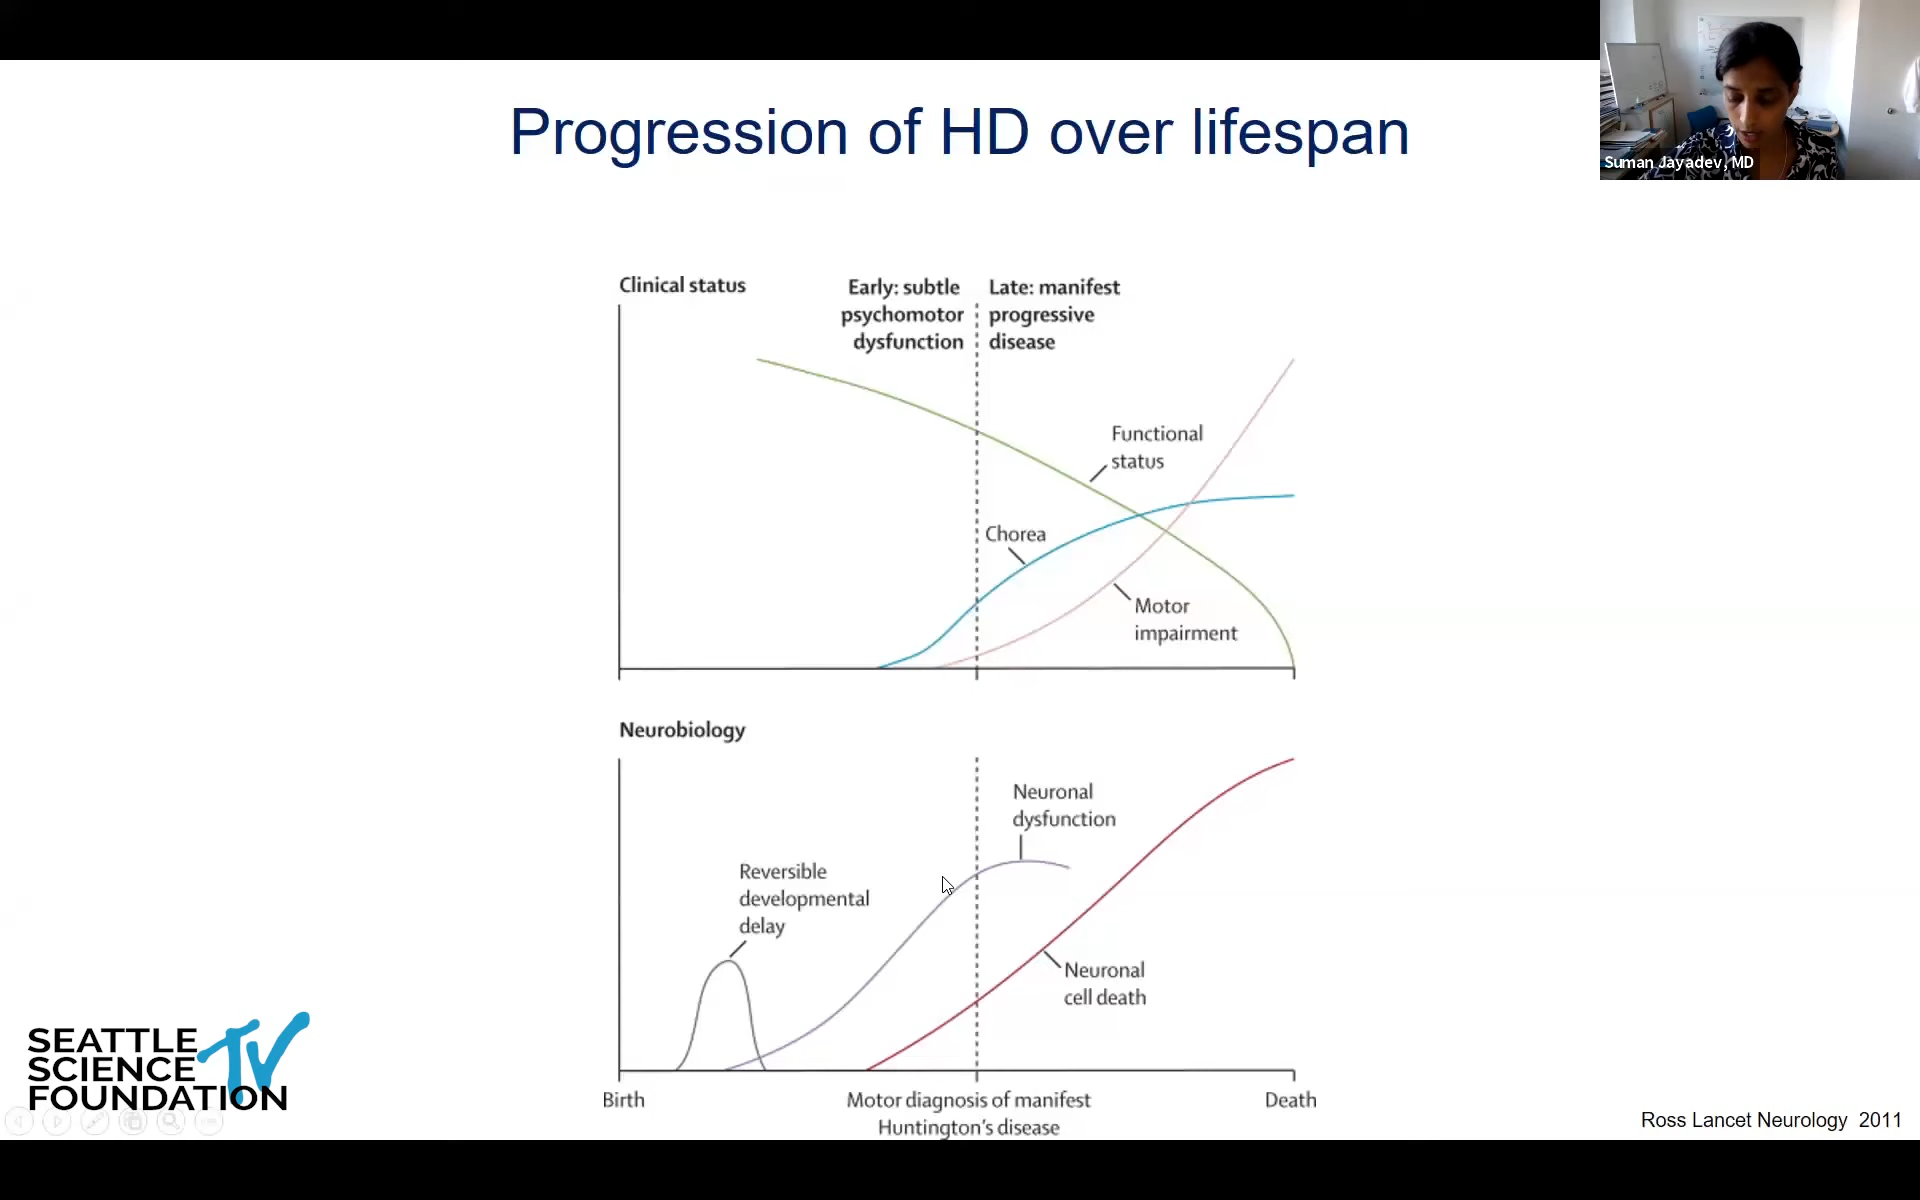 Progression of HD over lifespan
Suman Jayadev, MD
Clinical status
Early: subtle
psychomotor
dysfunction
Late: manifest
progressive
disease
Functional
status
Chorea
Motor
impairment
Neurobiology
Neuronal
dysfunction
Reversible
developmental
delay
Neuronal
cell death
Birth
Motor diagnosis of manifest
Huntington's disease
Death
SEATTLE
SCIENCE
FOUNDATION
TV
Ross Lancet Neurology 2011